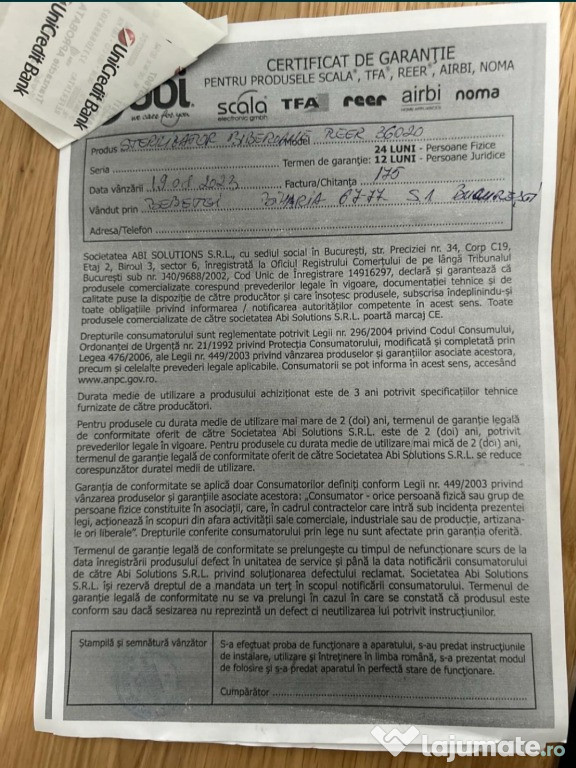 UniCredit Bank
UniCredit Bank
abi
we care for you
CERTIFICAT DE GARANȚIE
PENTRU PRODUSELE SCALA®, TFA®, REER®, AIRBI, NOMA
scala
electronic gmbh
TFA
reer
airbi
HOME APPLIANCES
noma
Produs STERILIZATOR BIBEROANE Model REER 36020
Seria
Termen de garanție: 24 LUNI - Persoane Fizice
12 LUNI - Persoane Juridice
Data vânzării 2023 Factura/Chitanța 175
Vândut prin S1 BUCUREȘTI
Adresa/Telefon
Societatea ABI SOLUTIONS S.R.L., cu sediul social în București, str. Preciziei nr. 34, Corp C19,
Etaj 2, Biroul 3, sector 6, înregistrată la Oficiul Registrului Comerțului de pe lângă Tribunalul
București sub nr. J40/9688/2002, Cod Unic de Înregistrare 14916297, declară și garantează că
produsele comercializate corespund prevederilor legale în vigoare, documentației tehnice și de
calitate puse la dispoziție de către producător și care însoțesc produsele, subscrisa îndeplinindu-și
toate obligațiile privind informarea / notificarea autorităților competente în acest sens. Toate
produsele comercializate de către societatea Abi Solutions S.R.L. poartă marcaj CE.
Drepturile consumatorului sunt reglementate potrivit Legii nr. 296/2004 privind Codul Consumului,
Ordonanței de Urgență nr. 21/1992 privind Protecția Consumatorului, modificată și completată prin
Legea 476/2006, ale Legii nr. 449/2003 privind vânzarea produselor și garanțiilor asociate acestora,
precum și celelalte prevederi legale aplicabile. Consumatorii se pot informa în acest sens, accesând
www.anpc.gov.ro.
Durata medie de utilizare a produsului achiziționat este de 3 ani potrivit specificațiilor tehnice
furnizate de către producători.
Pentru produsele cu durata medie de utilizare mai mare de 2 (doi) ani, termenul de garanție legală
de conformitate oferit de către Societatea Abi Solutions S.R.L. este de 2 (doi) ani, potrivit
prevederilor legale în vigoare. Pentru produsele cu durata medie de utilizare mai mică de 2 (doi) ani,
termenul de garanție legală de conformitate oferit de către Societatea Abi Solutions S.R.L. se reduce
corespunzător duratei medii de utilizare.
Garanția de conformitate se aplică doar Consumatorilor definiți conform Legii nr. 449/2003 privind
vânzarea produselor și garanțiile asociate acestora: „Consumator - orice persoană fizică sau grup de
persoane fizice constituite în asociații, care, în cadrul contractelor care intră sub incidența prezentei
legi, acționează în scopuri din afara activității sale comerciale, industriale sau de producție, artizana-
le ori liberale”. Drepturile conferite consumatorului prin lege nu sunt afectate prin garanția oferită.
Termenul de garanție legală de conformitate se prelungește cu timpul de nefuncționare scurs de la
data înregistrării produsului defect în unitatea de service și până la data notificării consumatorului
de către Abi Solutions S.R.L. privind soluționarea defectului reclamat. Societatea Abi Solutions
S.R.L. își rezervă dreptul de a mandata un terț în scopul notificării consumatorului. Termenul de
garanție legală de conformitate nu se va prelungi în cazul în care se constată că produsul este
conform sau dacă sesizarea nu reprezintă un defect ci neutilizarea lui potrivit instrucțiunilor.
Stampilă și semnătură vânzător
S-a efectuat proba de funcționare a aparatului, s-au predat instrucțiunile
de instalare, utilizare și întreținere în limba română, s-a prezentat modul
de folosire și s-a predat aparatul în perfectă stare de funcționare.
Cumpărător
lajumate.ro